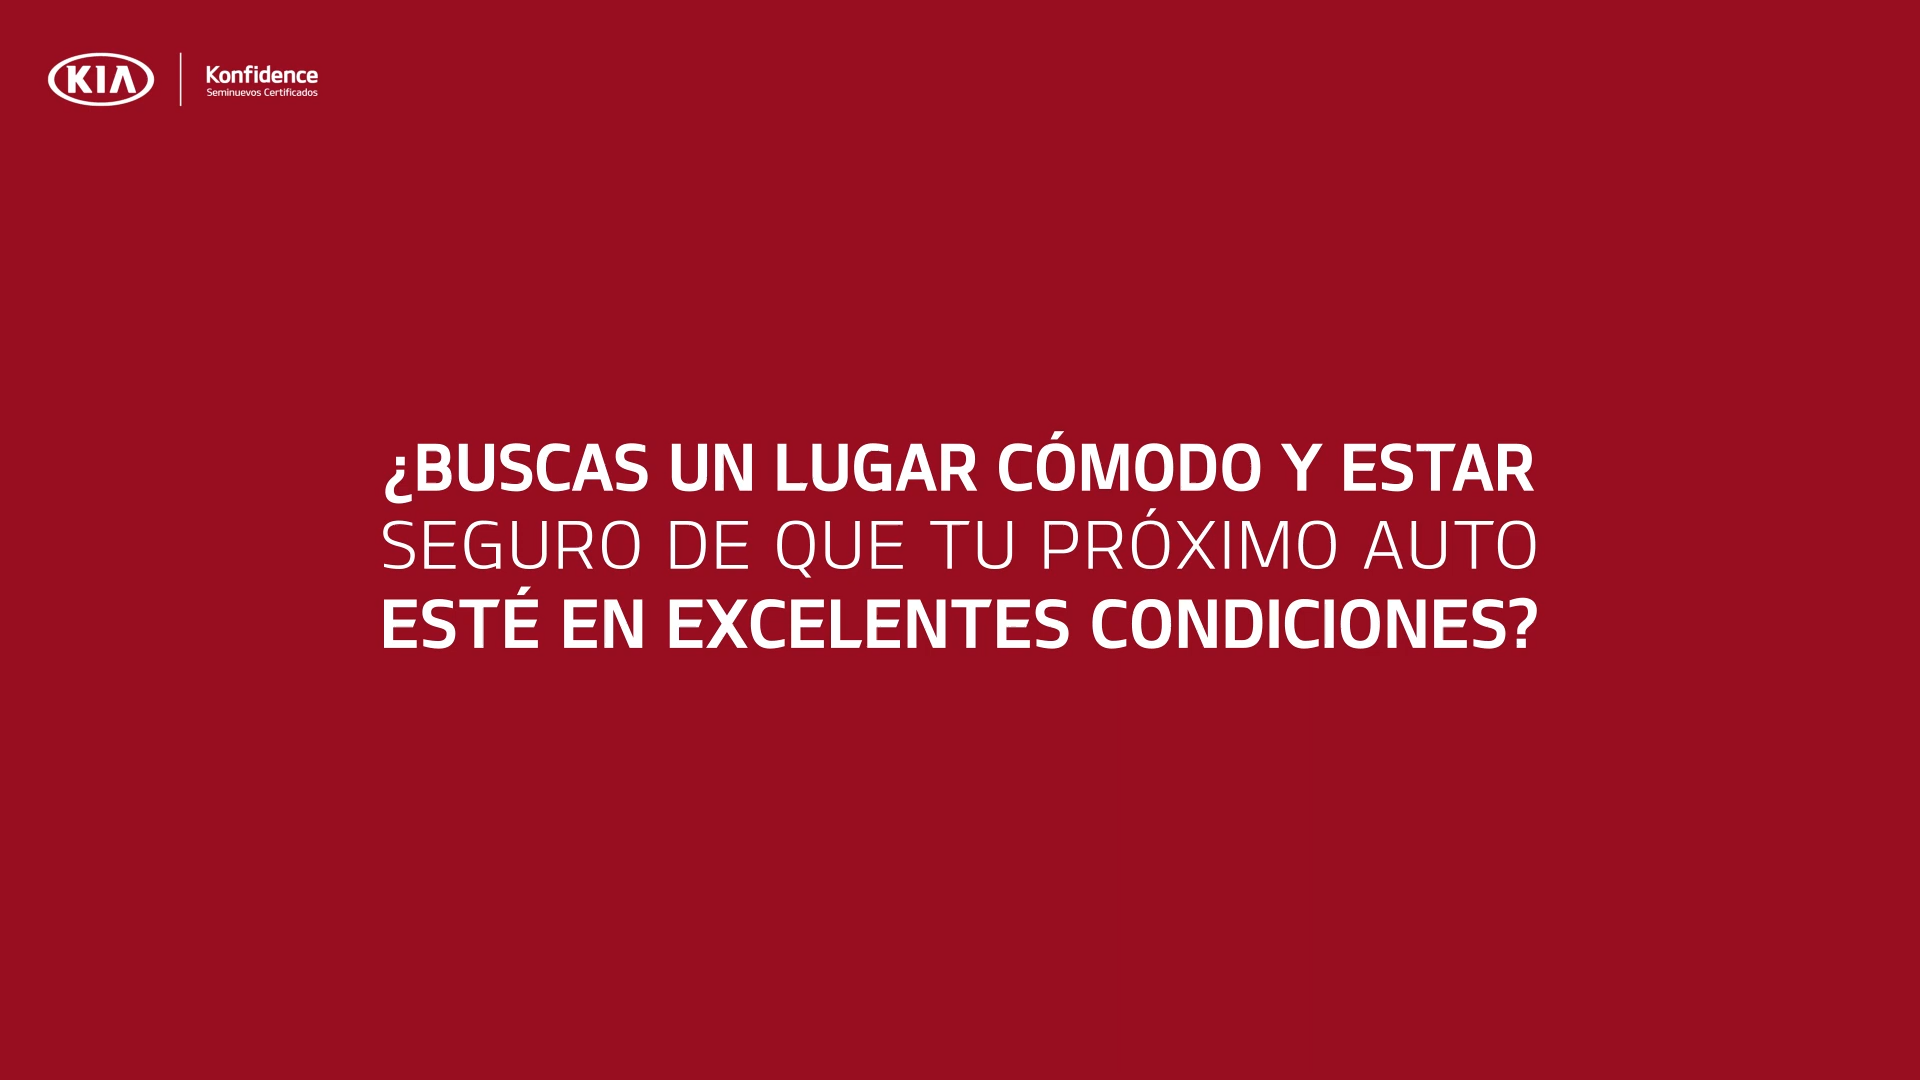 KIA
Konfidence
Seminuevos Certificados
¿BUSCAS UN LUGAR CÓMODO Y ESTAR
SEGURO DE QUE TU PRÓXIMO AUTO
ESTÉ EN EXCELENTES CONDICIONES?